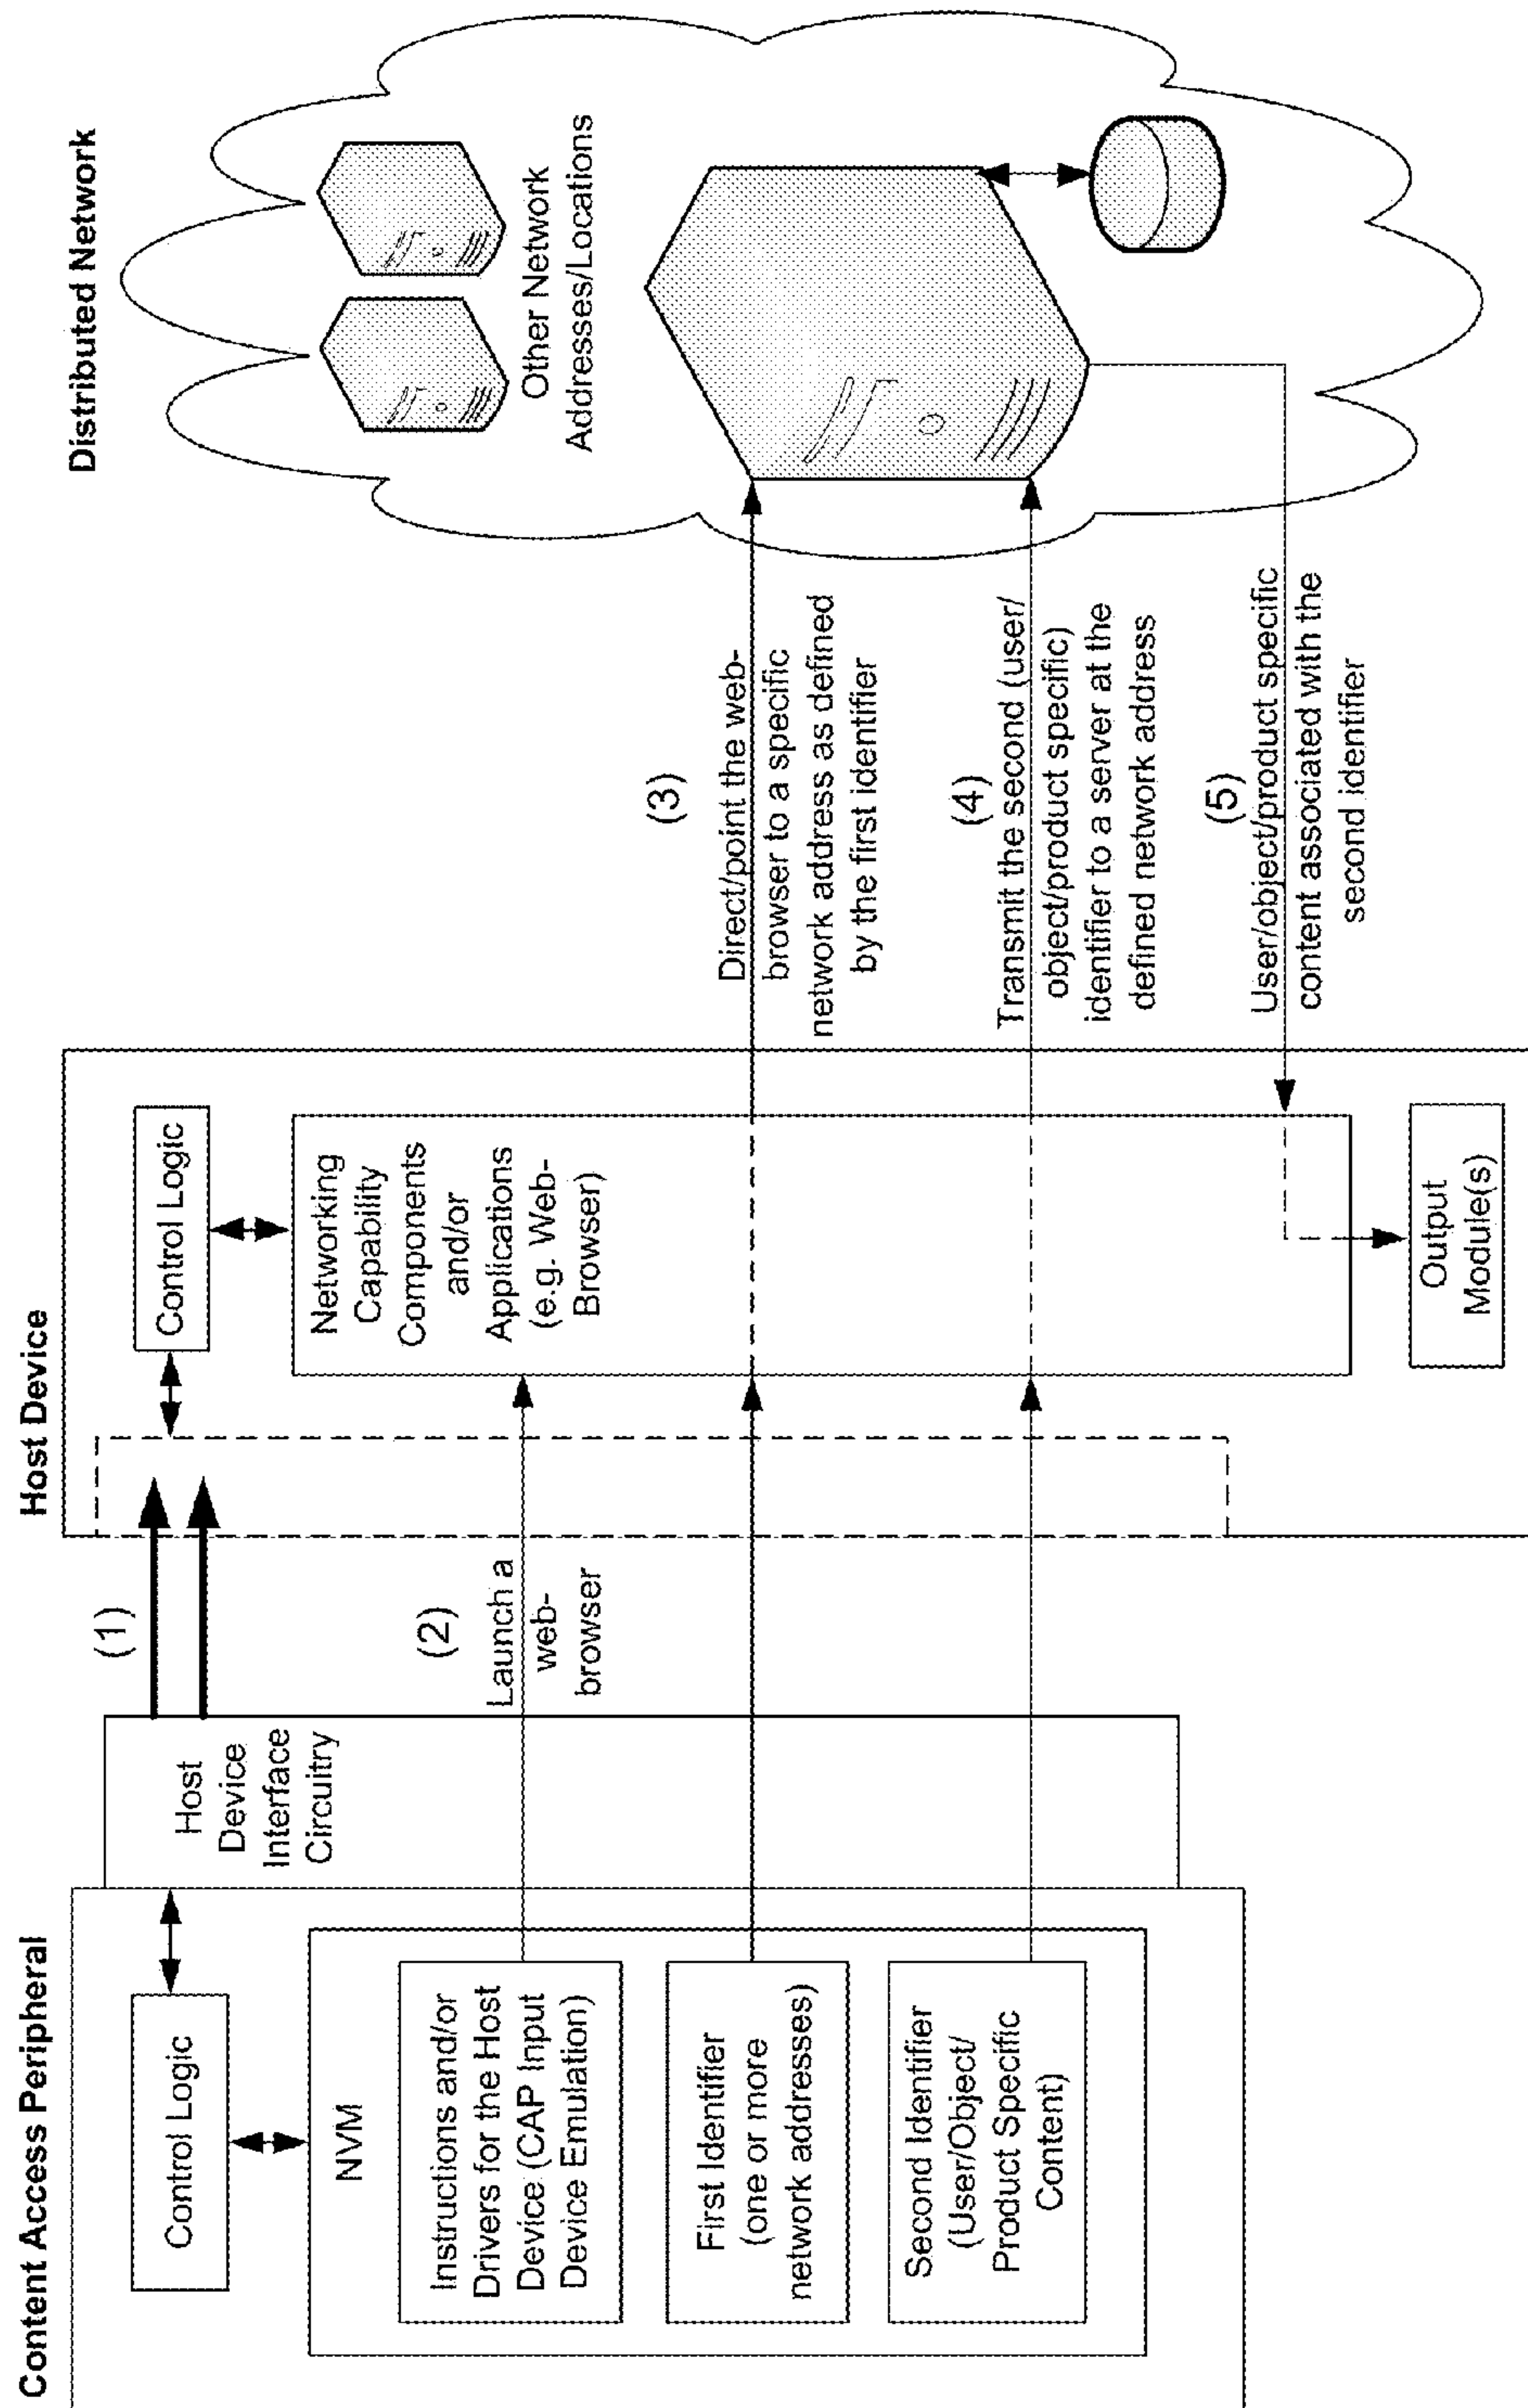 Content Access Peripheral
Control Logic
NVM
Instructions and/or
Drivers for the Host
Device (CAP Input
Device Emulation)
First Identifier
(one or more
network addresses)
Second Identifier
(User/Object/
Product Specific
Content)
Host
Device
Interface
Circuitry
(1)
(2)
Launch a
web-
browser
Host Device
Control Logic
Networking
Capability
Components
and/or
Applications
(e.g. Web-
Browser)
Output
Module(s)
(3)
Direct/point the web-
browser to a specific
network address as defined
by the first identifier
(4)
Transmit the second (user/
object/product specific)
identifier to a server at the
defined network address
(5)
User/object/product specific
content associated with the
second identifier
Distributed Network
Other Network
Addresses/Locations